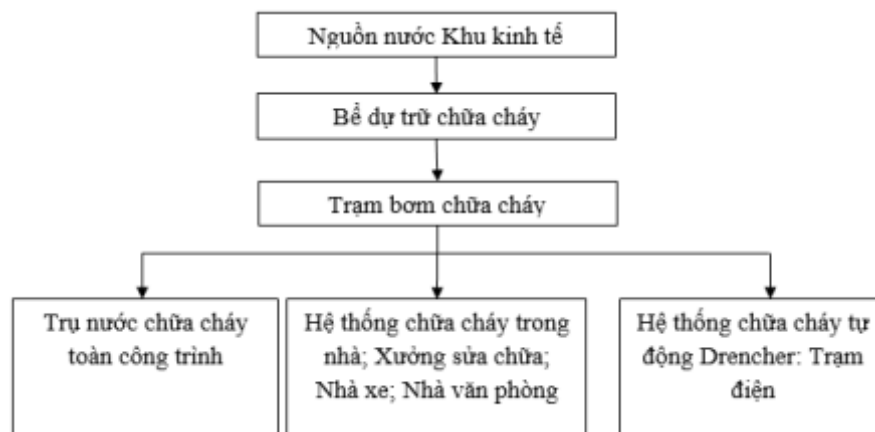 Nguồn nước Khu kinh tế
Bể dự trữ chữa cháy
Trạm bơm chữa cháy
Trụ nước chữa cháy
toàn công trình
Hệ thống chữa cháy trong
nhà; Xưởng sửa chữa;
Nhà xe; Nhà văn phòng
Hệ thống chữa cháy tự
động Drencher: Trạm
điện